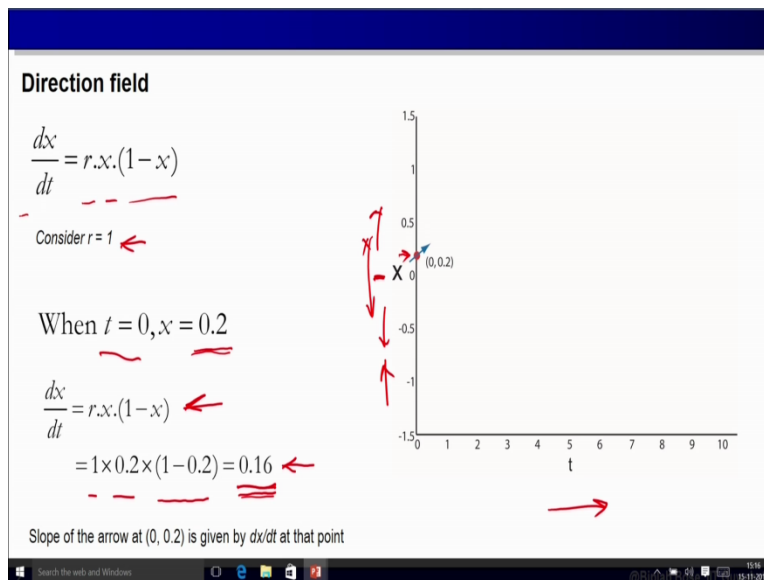 Direction field
dx/dt = r.x.(1−x)
Consider r = 1
When t = 0, x = 0.2
dx/dt = r.x.(1−x)
= 1×0.2×(1−0.2) = 0.16
Slope of the arrow at (0, 0.2) is given by dx/dt at that point
1.5
1
0.5
x
(0, 0.2)
X 0
-0.5
-1
-1.5
0 1 2 3 4 5 6 7 8 9 10
t
Search the web and Windows
15:16